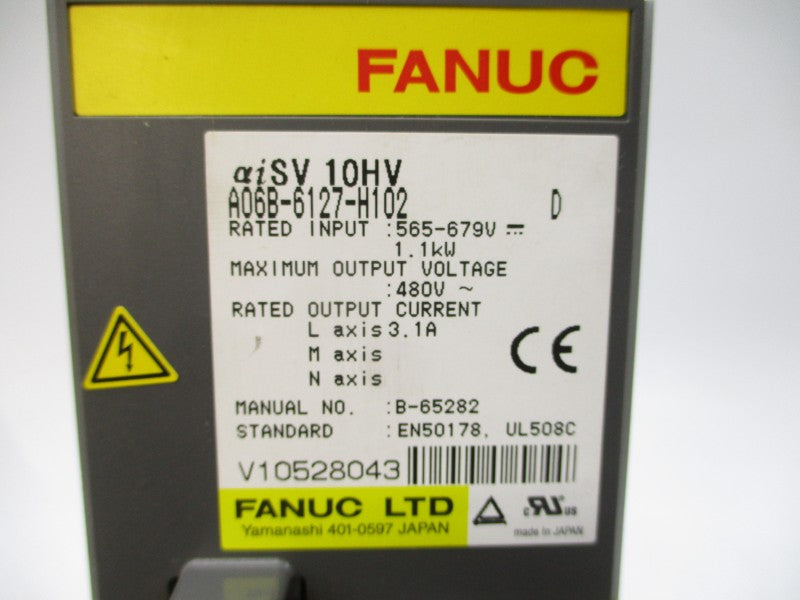 FANUC
αiSV 10HV
A06B-6127-H102 D
RATED INPUT :565-679V ⎓
1.1kW
MAXIMUM OUTPUT VOLTAGE
:480V ~
RATED OUTPUT CURRENT
L axis 3.1A
M axis
N axis
CE
MANUAL NO. :B-65282
STANDARD :EN50178, UL508C
V10528043
FANUC LTD
Yamanashi 401-0597 JAPAN
c RU us
made in JAPAN